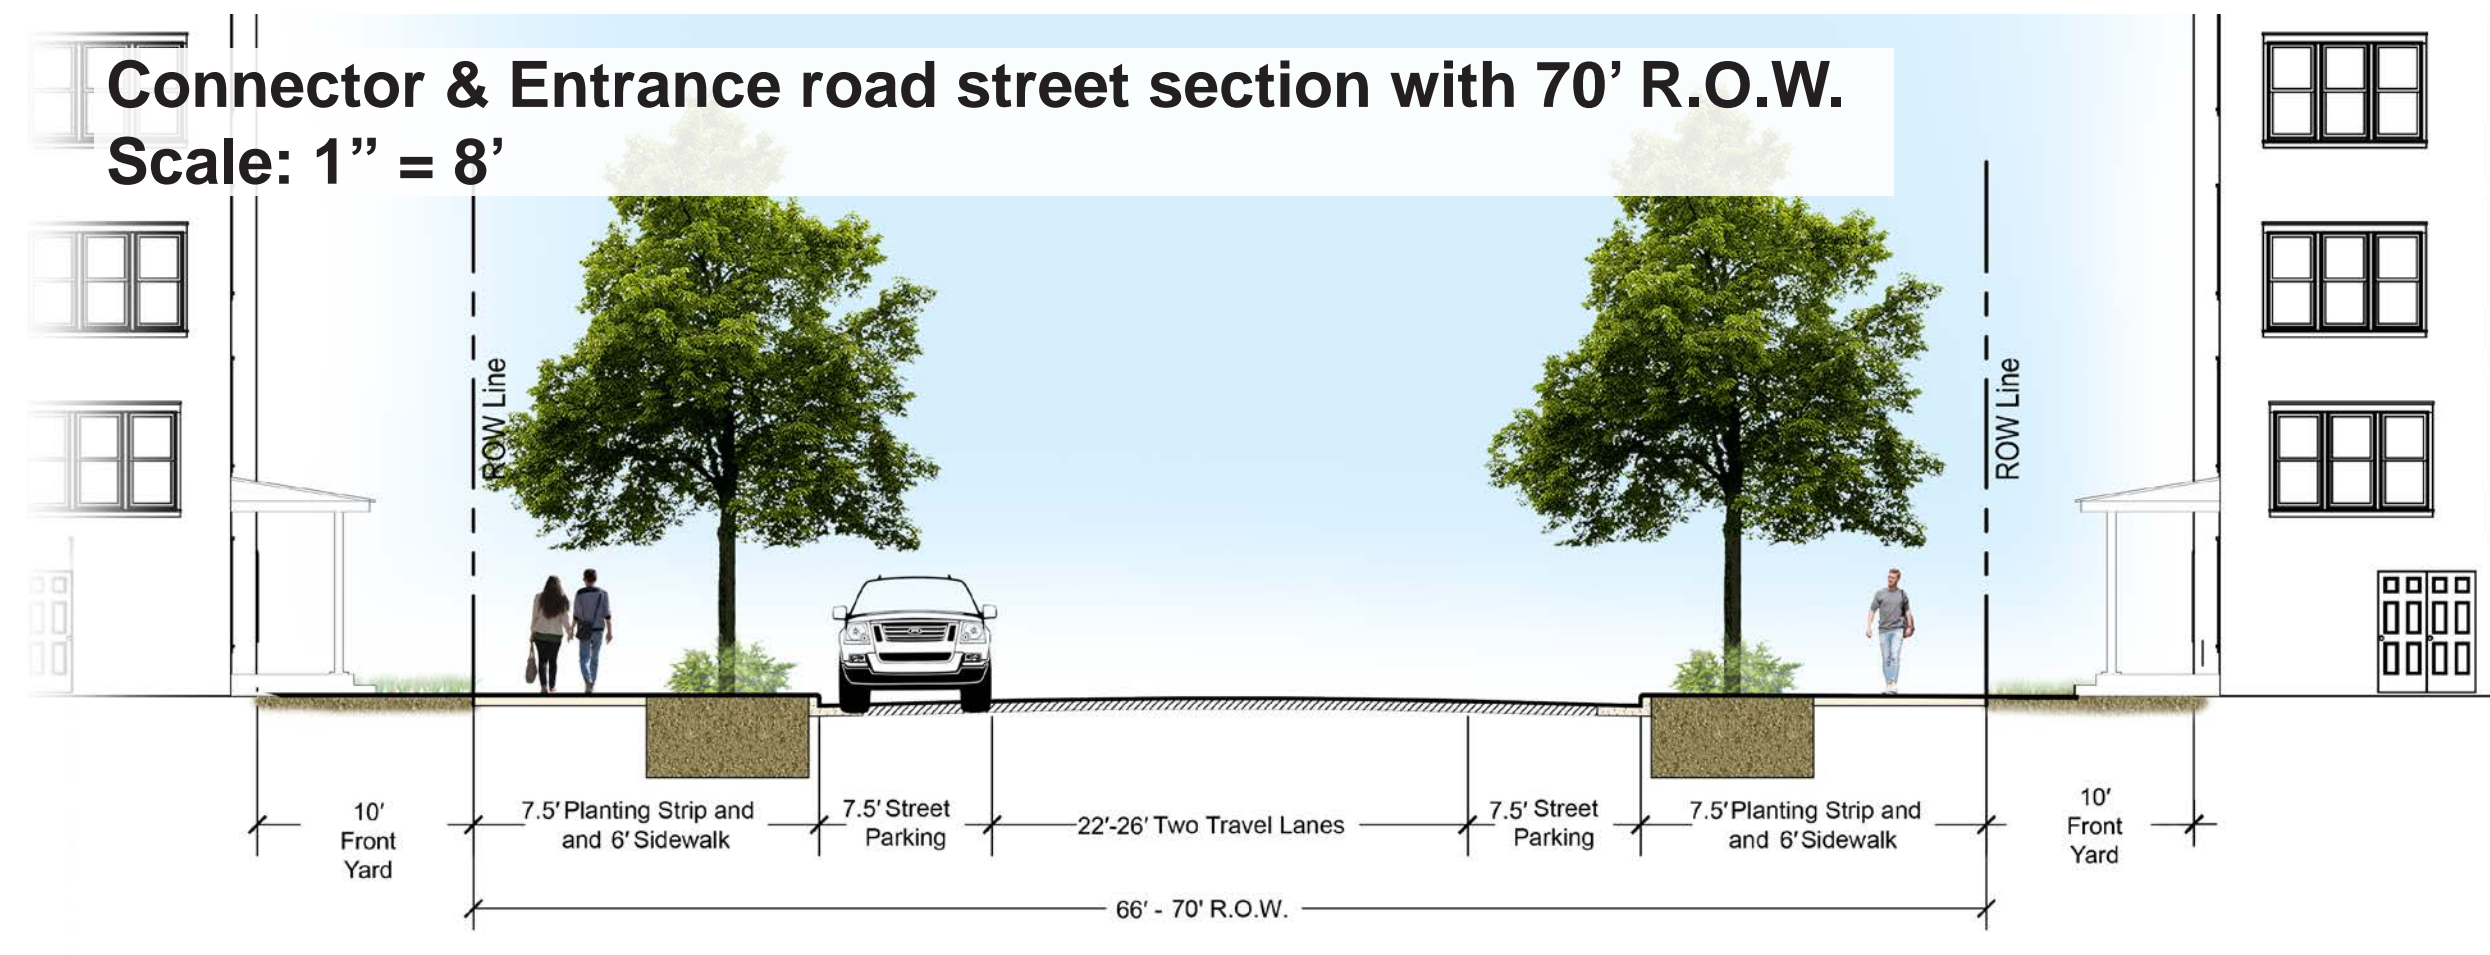 Connector & Entrance road street section with 70’ R.O.W.
Scale: 1” = 8’
ROW Line
ROW Line
10'
Front
Yard
7.5' Planting Strip and
and 6' Sidewalk
7.5' Street
Parking
22'-26' Two Travel Lanes
7.5' Street
Parking
7.5' Planting Strip and
and 6' Sidewalk
10'
Front
Yard
66' - 70' R.O.W.